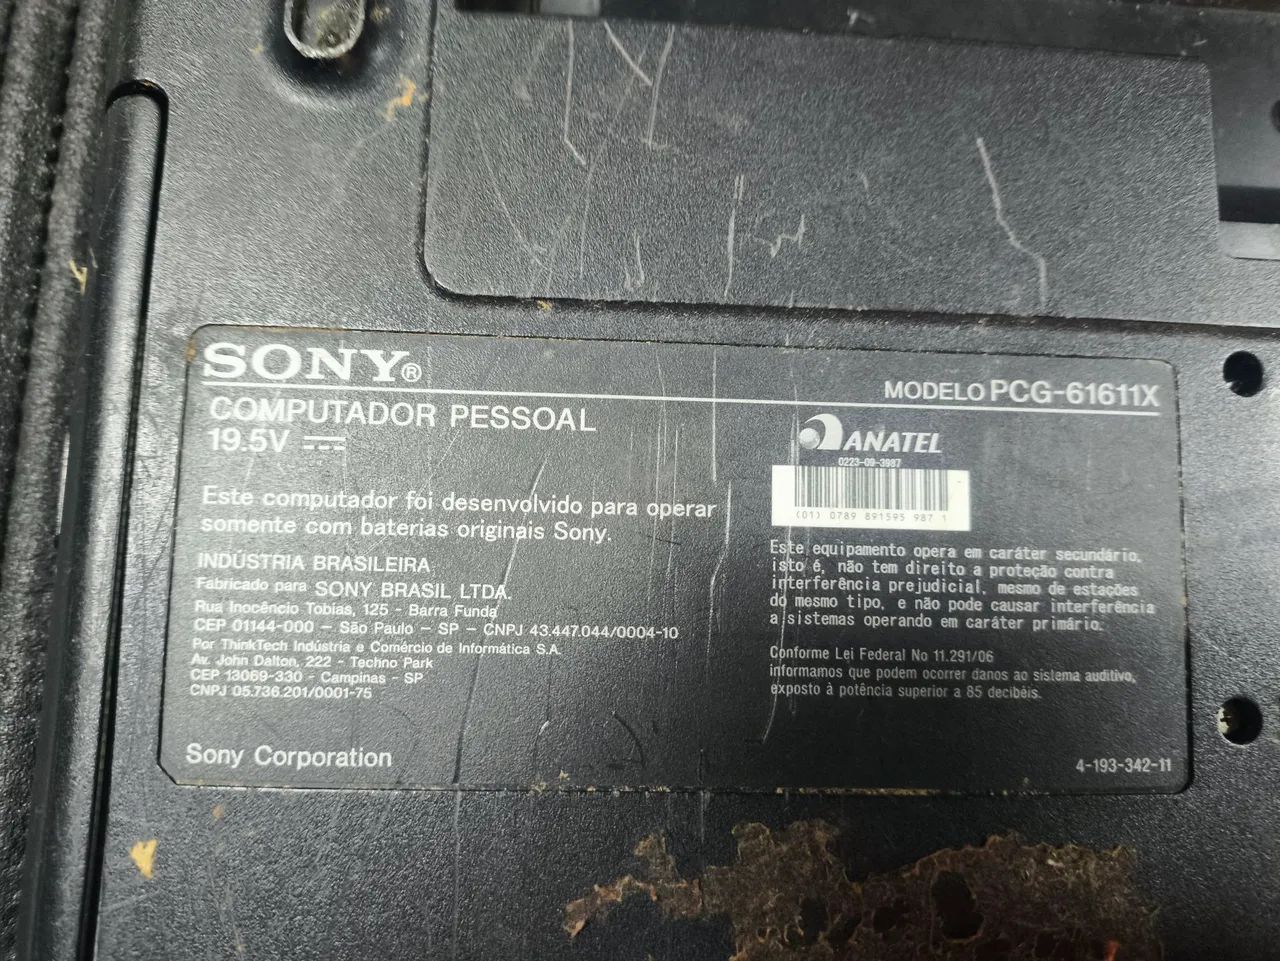 SONY®
MODELO PCG-61611X
COMPUTADOR PESSOAL
19.5V
Este computador foi desenvolvido para operar
somente com baterias originais Sony.
INDÚSTRIA BRASILEIRA
Fabricado para SONY BRASIL LTDA.
Rua Inocêncio Tobias, 125 - Barra Funda
CEP 01144-000 - São Paulo - SP - CNPJ 43.447.044/0004-10
Por ThinkTech Indústria e Comércio de Informática S.A.
Av. John Dalton, 222 - Techno Park
CEP 13069-330 - Campinas - SP
CNPJ 05.736.201/0001-75
Sony Corporation
ANATEL
0223-09-3987
(01) 0789 891595 987 1
Este equipamento opera em caráter secundário,
isto é, não tem direito a proteção contra
interferência prejudicial, mesmo de estações
do mesmo tipo, e não pode causar interferência
a sistemas operando em caráter primário.
Conforme Lei Federal No 11.291/06
informamos que podem ocorrer danos ao sistema auditivo,
exposto à potência superior a 85 decibéis.
4-193-342-11